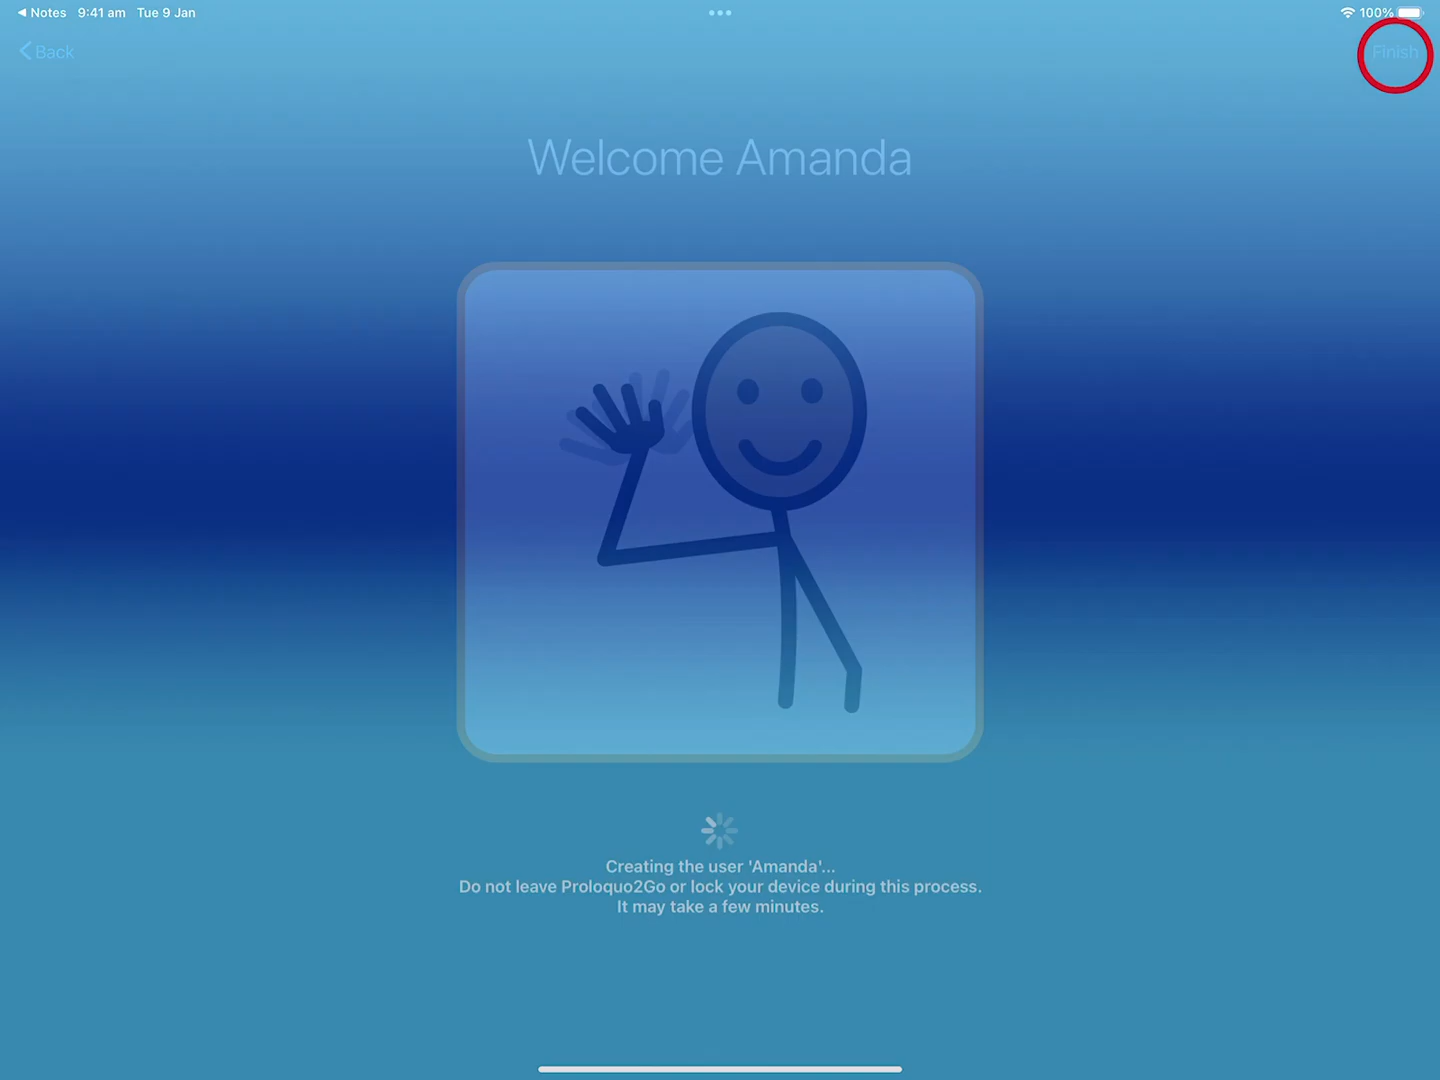 Notes 9:41 am Tue 9 Jan
100%
Back
Finish
Welcome Amanda
Creating the user 'Amanda'...
Do not leave Proloquo2Go or lock your device during this process.
It may take a few minutes.